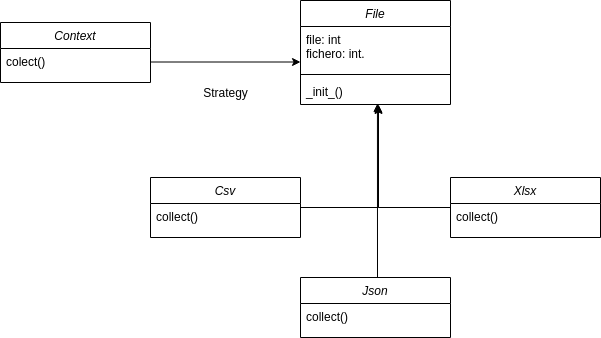 File
Context
file: int
fichero: int.
colect()
Strategy
_init_()
Csv
Xlsx
collect()
collect()
Json
collect()